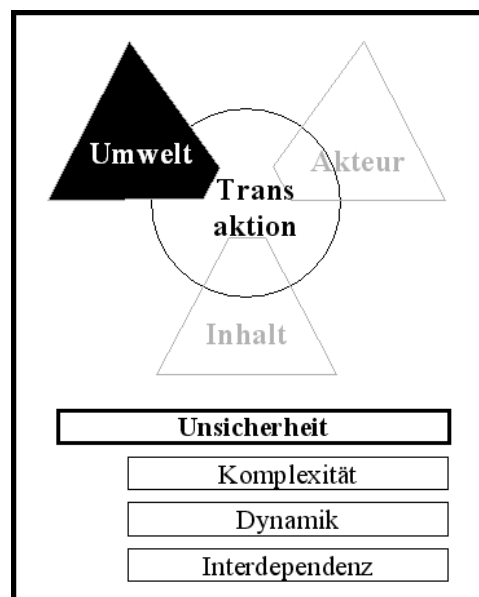 Umwelt
Akteur
Trans
aktion
Inhalt
Unsicherheit
Komplexität
Dynamik
Interdependenz